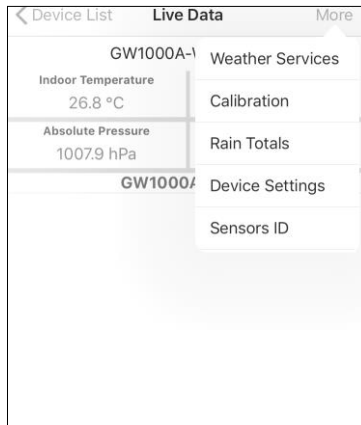 Device List Live Data More
GW1000A-
Indoor Temperature
26.8 °C
Absolute Pressure
1007.9 hPa
GW1000
Weather Services
Calibration
Rain Totals
Device Settings
Sensors ID